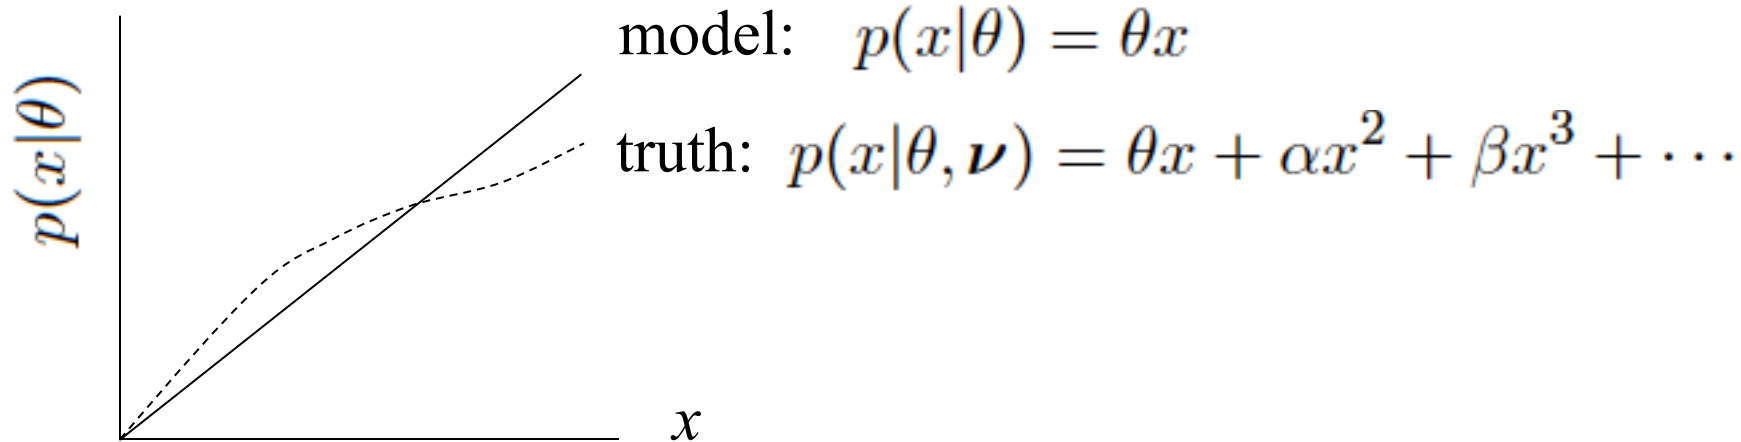 model: p(x|θ) = θx
truth: p(x|θ, ν) = θx + αx² + βx³ + ⋯
p(x|θ)
x